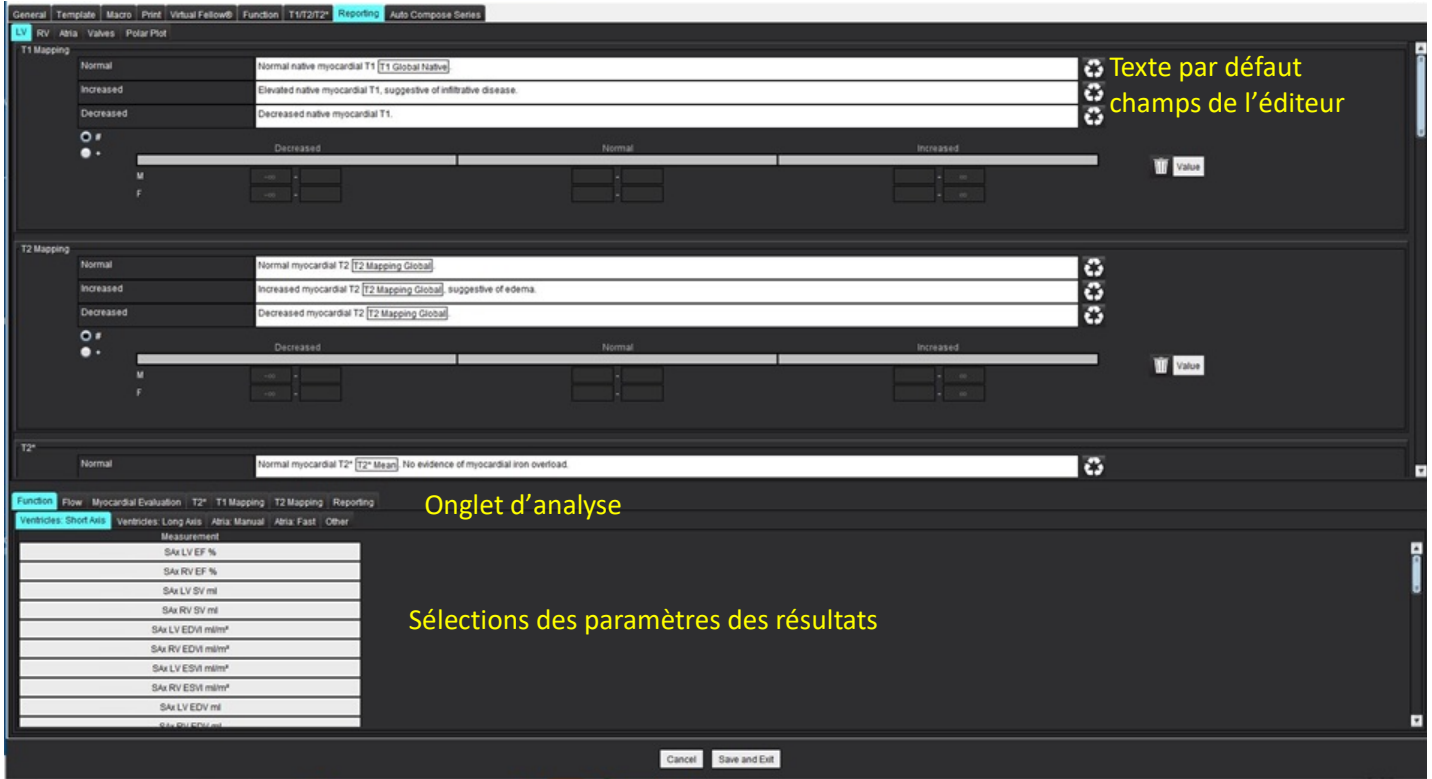 General Template Macro Print Virtual Fellow® Function T1/T2/T2* Reporting Auto Compose Series
LV RV Atria Valves Polar Plot
T1 Mapping
Normal Normal native myocardial T1 T1 Global Native.
Increased Elevated native myocardial T1, suggestive of infiltrative disease.
Decreased Decreased native myocardial T1.
Texte par défaut
champs de l'éditeur
#
+
Decreased Normal Increased
Value
M -∞ - - - ∞
F -∞ - - - ∞
T2 Mapping
Normal Normal myocardial T2 T2 Mapping Global.
Increased Increased myocardial T2 T2 Mapping Global, suggestive of edema.
Decreased Decreased myocardial T2 T2 Mapping Global.
#
+
Decreased Normal Increased
Value
M -∞ - - - ∞
F -∞ - - - ∞
T2*
Normal Normal myocardial T2* T2* Mean. No evidence of myocardial iron overload.
Function Flow Myocardial Evaluation T2* T1 Mapping T2 Mapping Reporting
Onglet d'analyse
Ventricles: Short Axis Ventricles: Long Axis Atria: Manual Atria: Fast Other
Measurement
SAx LV EF %
SAx RV EF %
SAx LV SV ml
SAx RV SV ml
Sélections des paramètres des résultats
SAx LV EDVI ml/m²
SAx RV EDVI ml/m²
SAx LV ESVI ml/m²
SAx RV ESVI ml/m²
SAx LV EDV ml
SAx RV EDV ml
Cancel Save and Exit